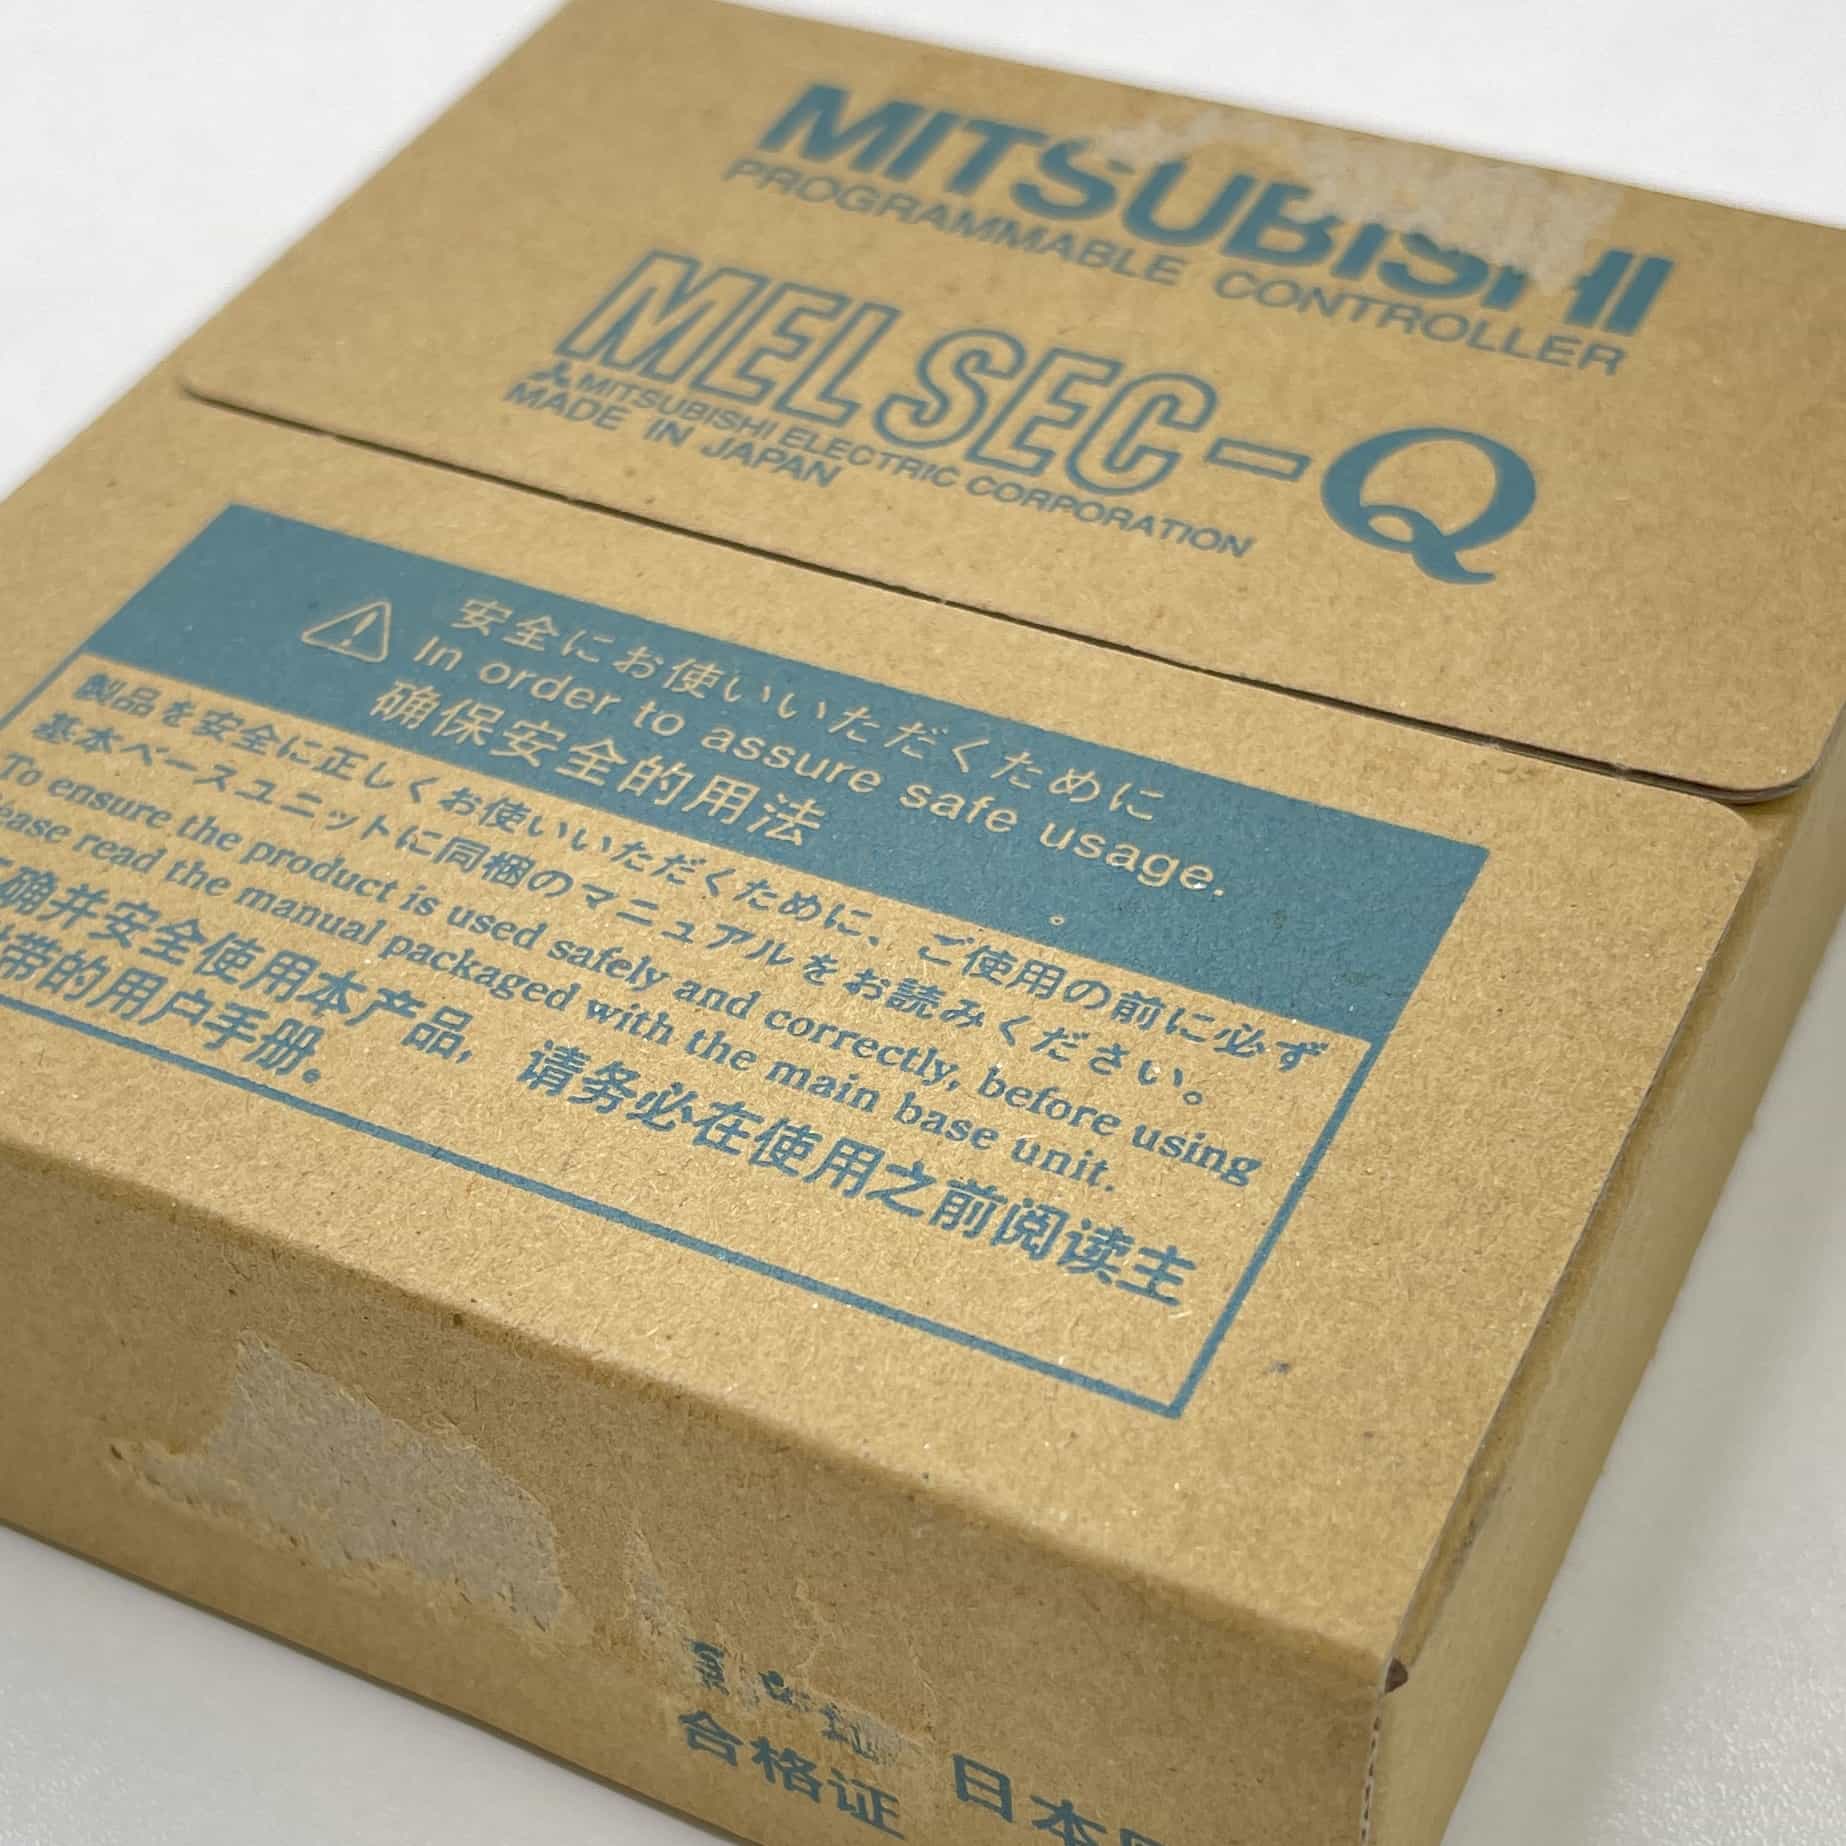 MITSUBISHI
PROGRAMMABLE CONTROLLER
MELSEC-Q
MITSUBISHI ELECTRIC CORPORATION
MADE IN JAPAN
安全にお使いいただくために
In order to assure safe usage.
确保安全的用法
。
製品を安全に正しくお使いいただくために、ご使用の前に必ず
基本ベースユニットに同梱のマニュアルをお読みください。
To ensure the product is used safely and correctly, before using
read the manual packaged with the main base unit.
确并安全使用本产品，请务必在使用之前阅读主
带的用户手册。
合格证 日本